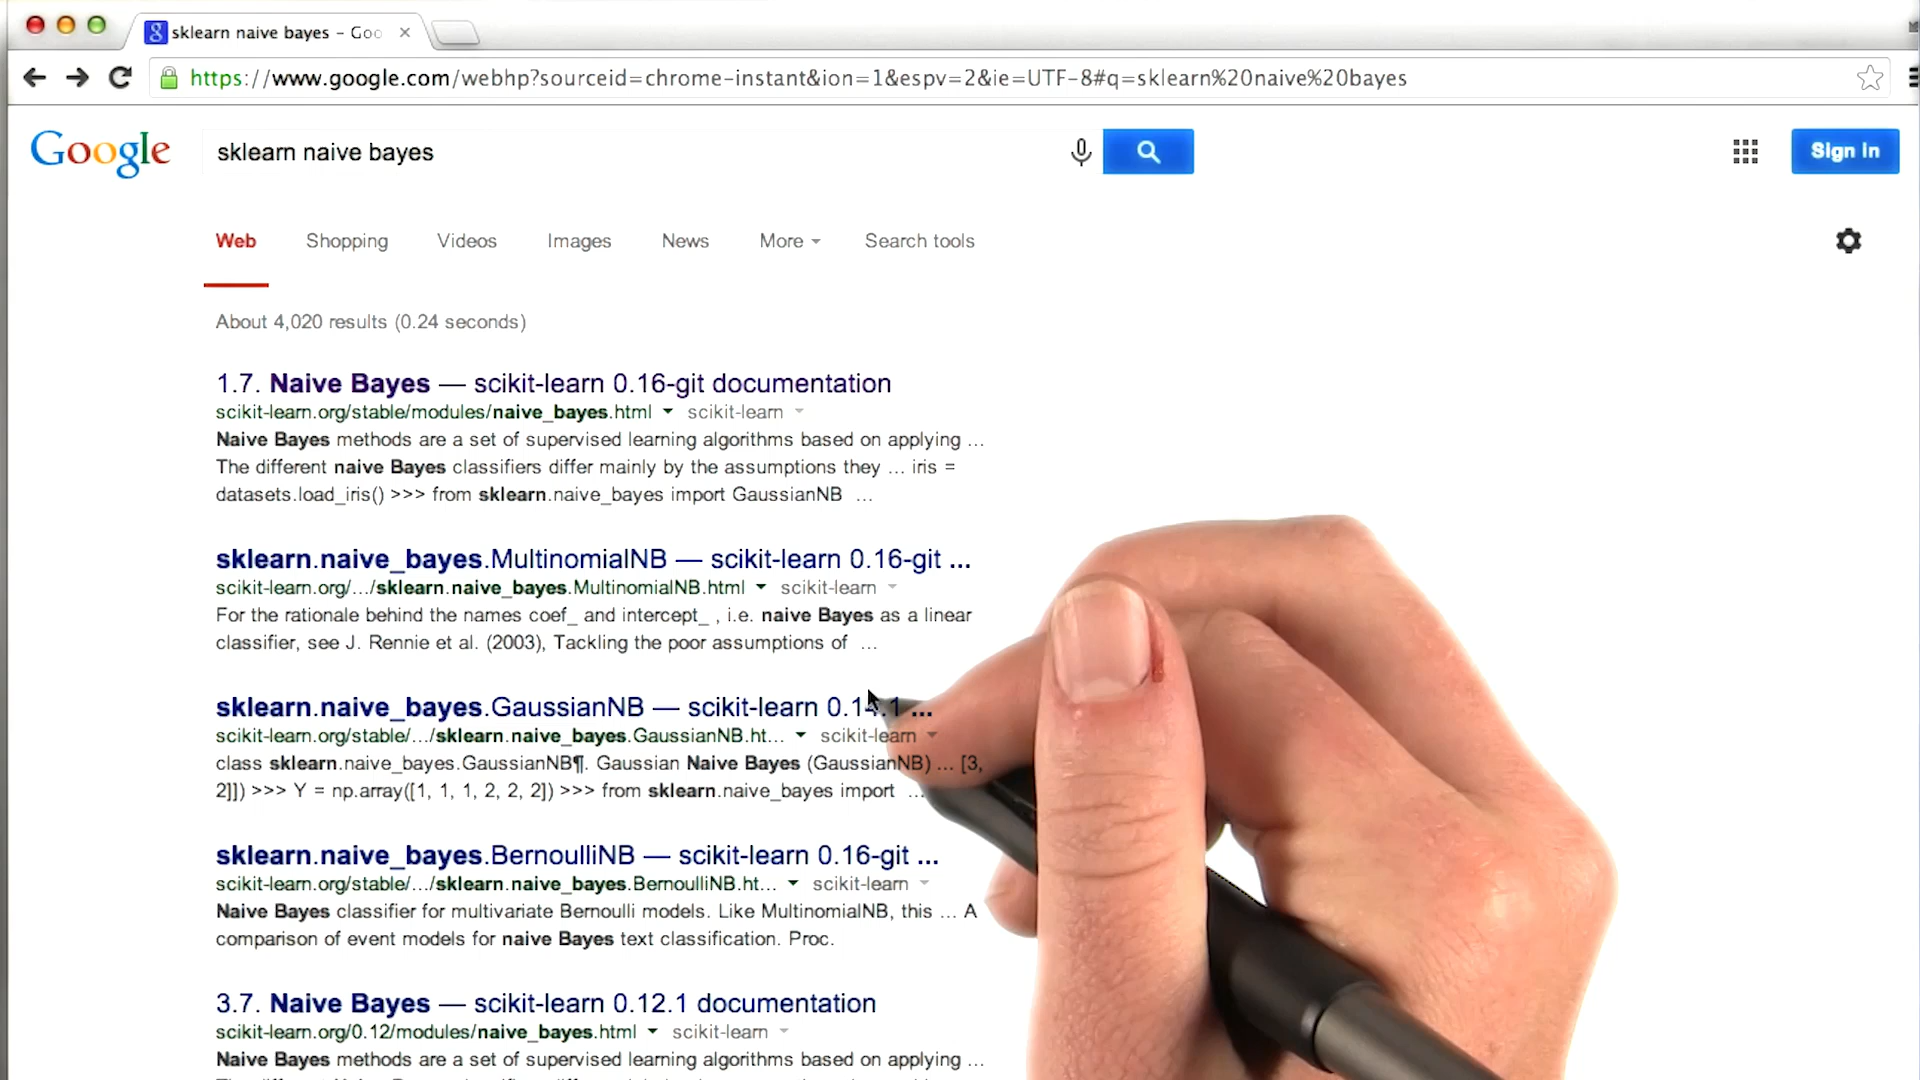 sklearn naive bayes – Goo
https://www.google.com/webhp?sourceid=chrome-instant&ion=1&espv=2&ie=UTF-8#q=sklearn%20naive%20bayes
Google
sklearn naive bayes
Sign in
Web Shopping Videos Images News More Search tools
About 4,020 results (0.24 seconds)
1.7. Naive Bayes — scikit-learn 0.16-git documentation
scikit-learn.org/stable/modules/naive_bayes.html scikit-learn
Naive Bayes methods are a set of supervised learning algorithms based on applying ...
The different naive Bayes classifiers differ mainly by the assumptions they ... iris =
datasets.load_iris() >>> from sklearn.naive_bayes import GaussianNB ...
sklearn.naive_bayes.MultinomialNB — scikit-learn 0.16-git ...
scikit-learn.org/.../sklearn.naive_bayes.MultinomialNB.html scikit-learn
For the rationale behind the names coef_ and intercept_ , i.e. naive Bayes as a linear
classifier, see J. Rennie et al. (2003), Tackling the poor assumptions of ...
sklearn.naive_bayes.GaussianNB — scikit-learn 0.14.1 ...
scikit-learn.org/stable/.../sklearn.naive_bayes.GaussianNB.ht... scikit-learn
class sklearn.naive_bayes.GaussianNB¶. Gaussian Naive Bayes (GaussianNB) ... [3,
2]]) >>> Y = np.array([1, 1, 1, 2, 2, 2]) >>> from sklearn.naive_bayes import ...
sklearn.naive_bayes.BernoulliNB — scikit-learn 0.16-git ...
scikit-learn.org/stable/.../sklearn.naive_bayes.BernoulliNB.ht... scikit-learn
Naive Bayes classifier for multivariate Bernoulli models. Like MultinomialNB, this ... A
comparison of event models for naive Bayes text classification. Proc.
3.7. Naive Bayes — scikit-learn 0.12.1 documentation
scikit-learn.org/0.12/modules/naive_bayes.html scikit-learn
Naive Bayes methods are a set of supervised learning algorithms based on applying ...